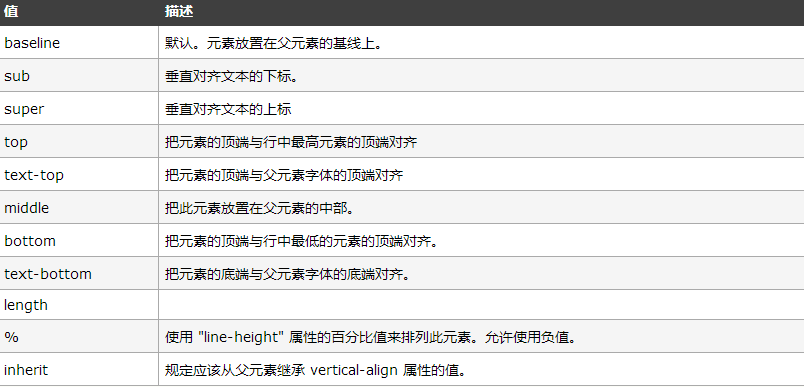 值 描述
baseline 默认。元素放置在父元素的基线上。
sub 垂直对齐文本的下标。
super 垂直对齐文本的上标
top 把元素的顶端与行中最高元素的顶端对齐
text-top 把元素的顶端与父元素字体的顶端对齐
middle 把此元素放置在父元素的中部。
bottom 把元素的顶端与行中最低的元素的顶端对齐。
text-bottom 把元素的底端与父元素字体的底端对齐。
length
% 使用 "line-height" 属性的百分比值来排列此元素。允许使用负值。
inherit 规定应该从父元素继承 vertical-align 属性的值。